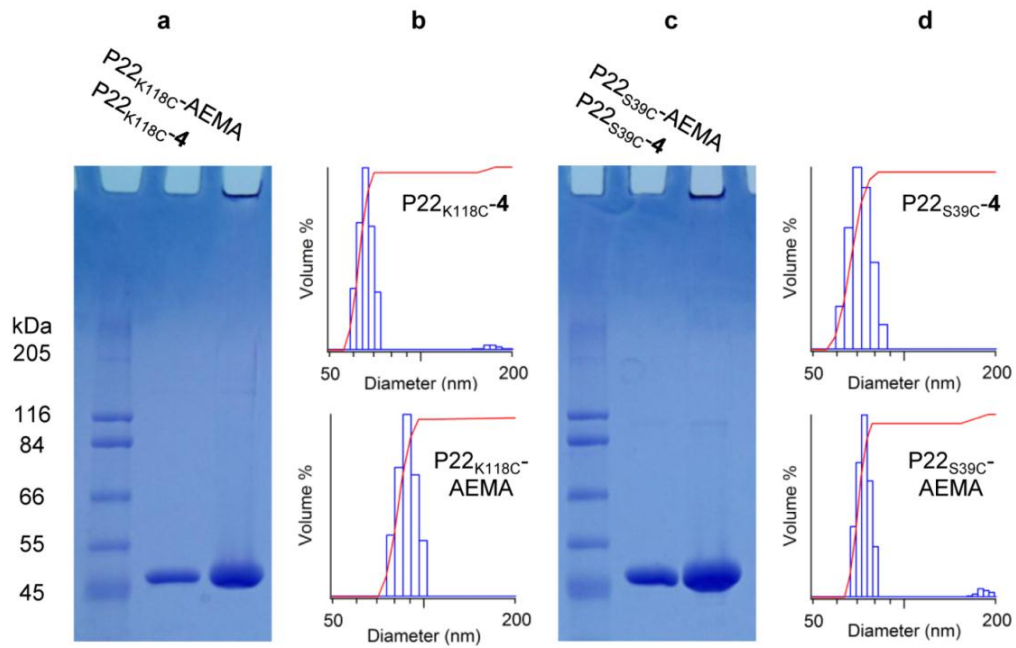 a
b
c
d
P22K118C-AEMA
P22K118C-4
P22S39C-AEMA
P22S39C-4
kDa
205
116
84
66
55
45
Volume %
P22K118C-4
50
200
Diameter (nm)
Volume %
P22K118C-
AEMA
50
200
Diameter (nm)
Volume %
P22S39C-4
50
200
Diameter (nm)
Volume %
P22S39C-
AEMA
50
200
Diameter (nm)